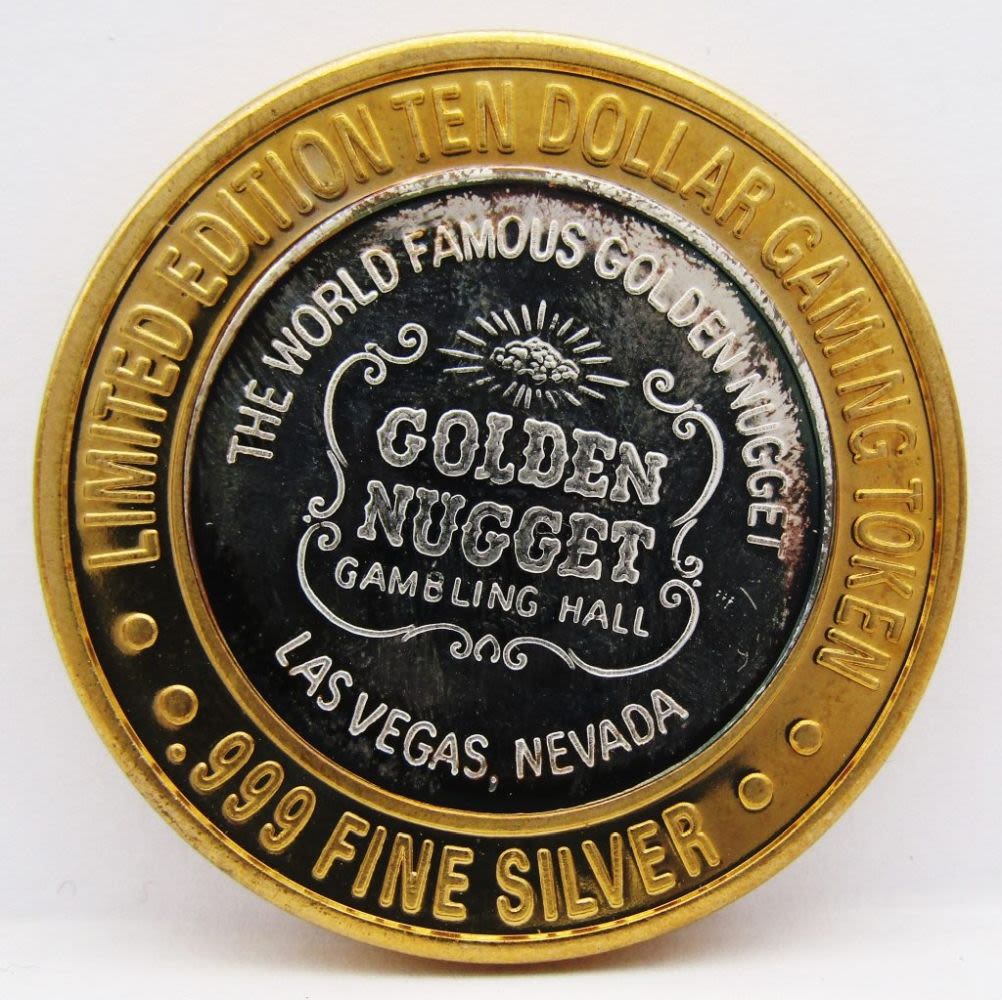 LIMITED EDITION TEN DOLLAR GAMING TOKEN
THE WORLD FAMOUS GOLDEN NUGGET
GOLDEN
NUGGET
GAMBLING HALL
LAS VEGAS, NEVADA
.999 FINE SILVER